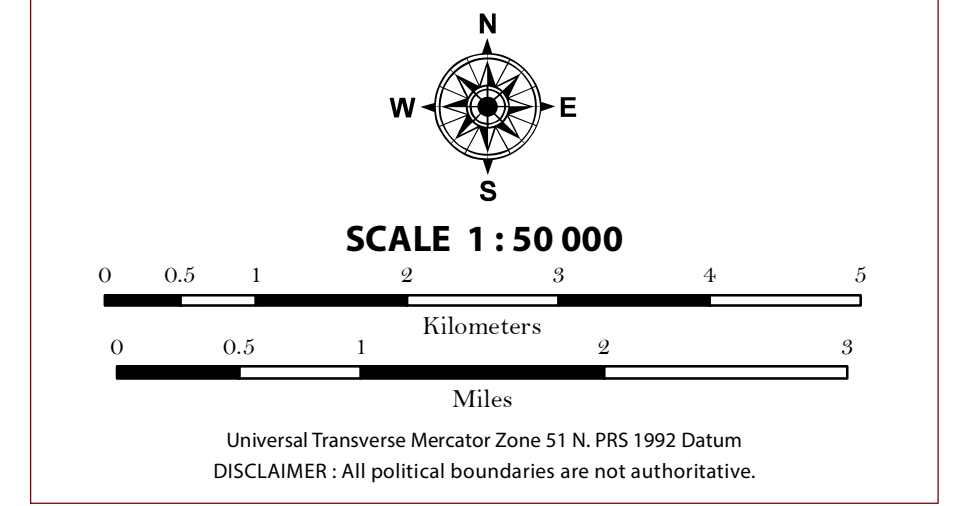 N
W E
S
SCALE 1 : 50 000
0 0.5 1 2 3 4 5
Kilometers
0 0.5 1 2 3
Miles
Universal Transverse Mercator Zone 51 N. PRS 1992 Datum
DISCLAIMER : All political boundaries are not authoritative.